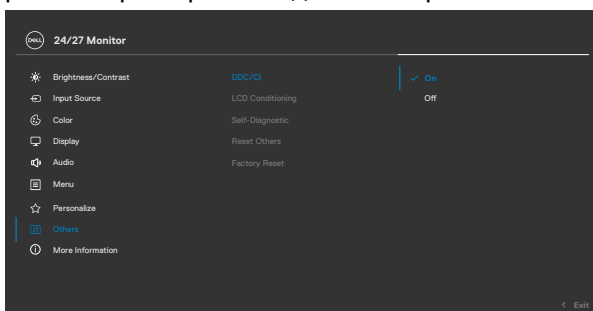 DELL 24/27 Monitor
Brightness/Contrast DDC/CI ✓ On
Input Source LCD Conditioning Off
Color Self-Diagnostic
Display Reset Others
Audio Factory Reset
Menu
Personalize
Others
More Information
< Exit